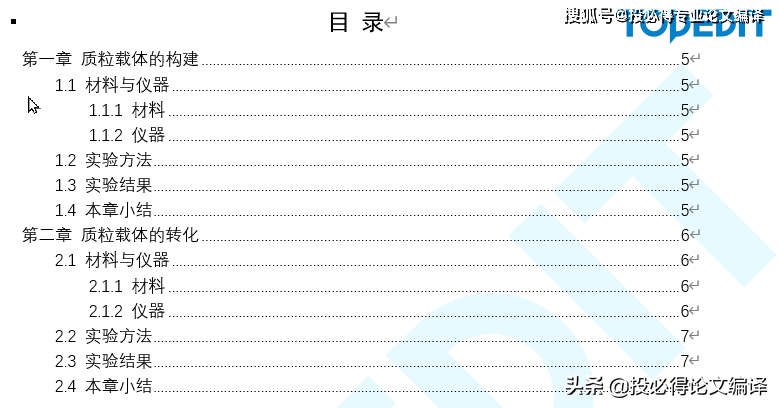 搜狐号@投必得专业论文编译
TOPEDIT
目 录↵
第一章 质粒载体的构建5↵
1.1 材料与仪器5↵
1.1.1 材料5↵
1.1.2 仪器5↵
1.2 实验方法5↵
1.3 实验结果5↵
1.4 本章小结5↵
第二章 质粒载体的转化6↵
2.1 材料与仪器6↵
2.1.1 材料6↵
2.1.2 仪器6↵
2.2 实验方法7↵
2.3 实验结果7↵
2.4 本章小结
头条 @投必得论文编译